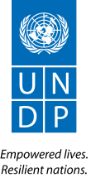 U N
D P
Empowered lives.
Resilient nations.